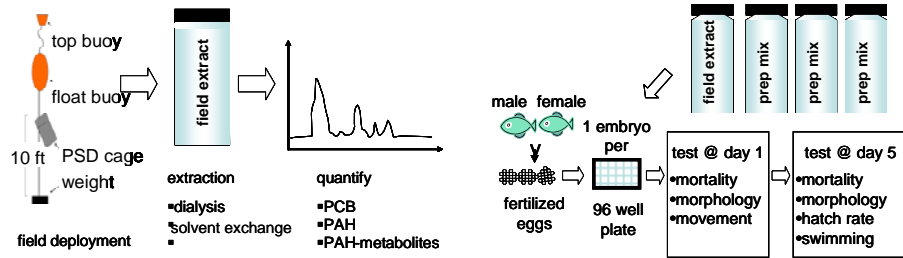 top buoy
float buoy
10 ft
PSD cage
weight
field deployment
field extract
extraction
▪dialysis
▪solvent exchange
▪
quantify
▪PCB
▪PAH
▪PAH-metabolites
field extract
prep mix
prep mix
prep mix
male female
fertilized
eggs
1 embryo
per
96 well
plate
test @ day 1
•mortality
•morphology
•movement
test @ day 5
•mortality
•morphology
•hatch rate
•swimming